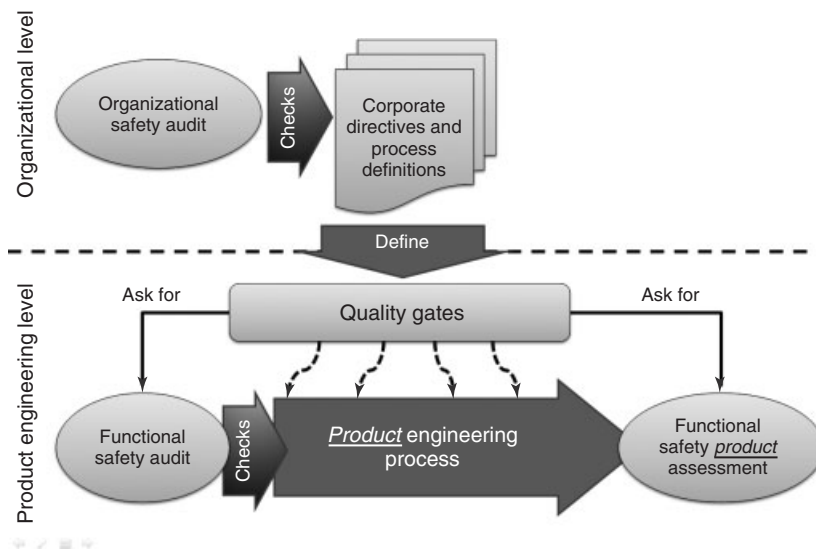 Organizational level
Organizational
safety audit
Checks
Corporate
directives and
process
definitions
Define
Product engineering level
Ask for
Quality gates
Ask for
Functional
safety audit
Checks
Product engineering
process
Functional
safety product
assessment